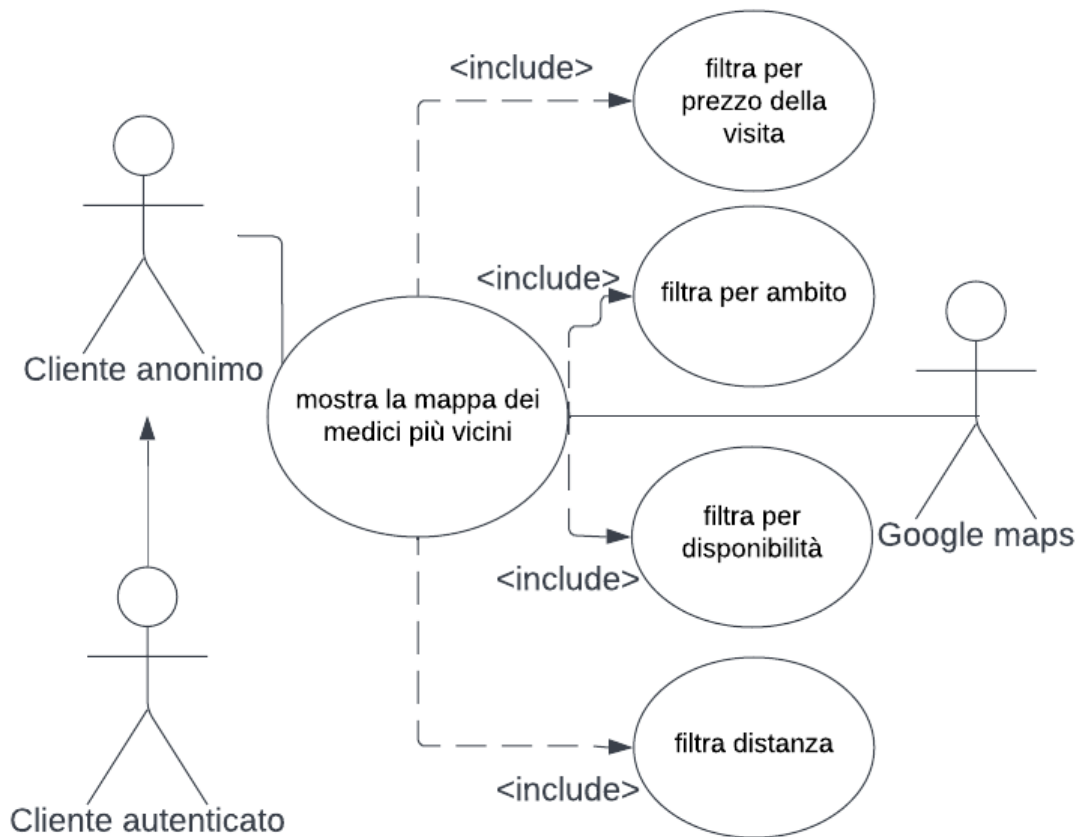 <include>
filtra per
prezzo della
visita
<include>
filtra per ambito
Cliente anonimo
mostra la mappa dei
medici più vicini
filtra per
disponibilità
Google maps
<include>
filtra distanza
<include>
Cliente autenticato